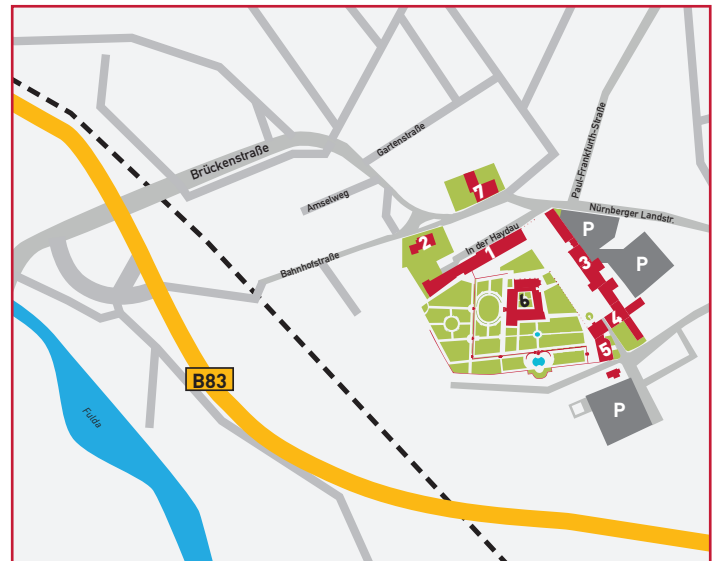 Paul-Frankfurth-Straße
Gartenstraße
Brückenstraße
7
Amselweg
Nürnberger Landstr.
P
In der Haydau
2
1
3
P
Bahnhofstraße
6
4
5
B83
P
Fulda